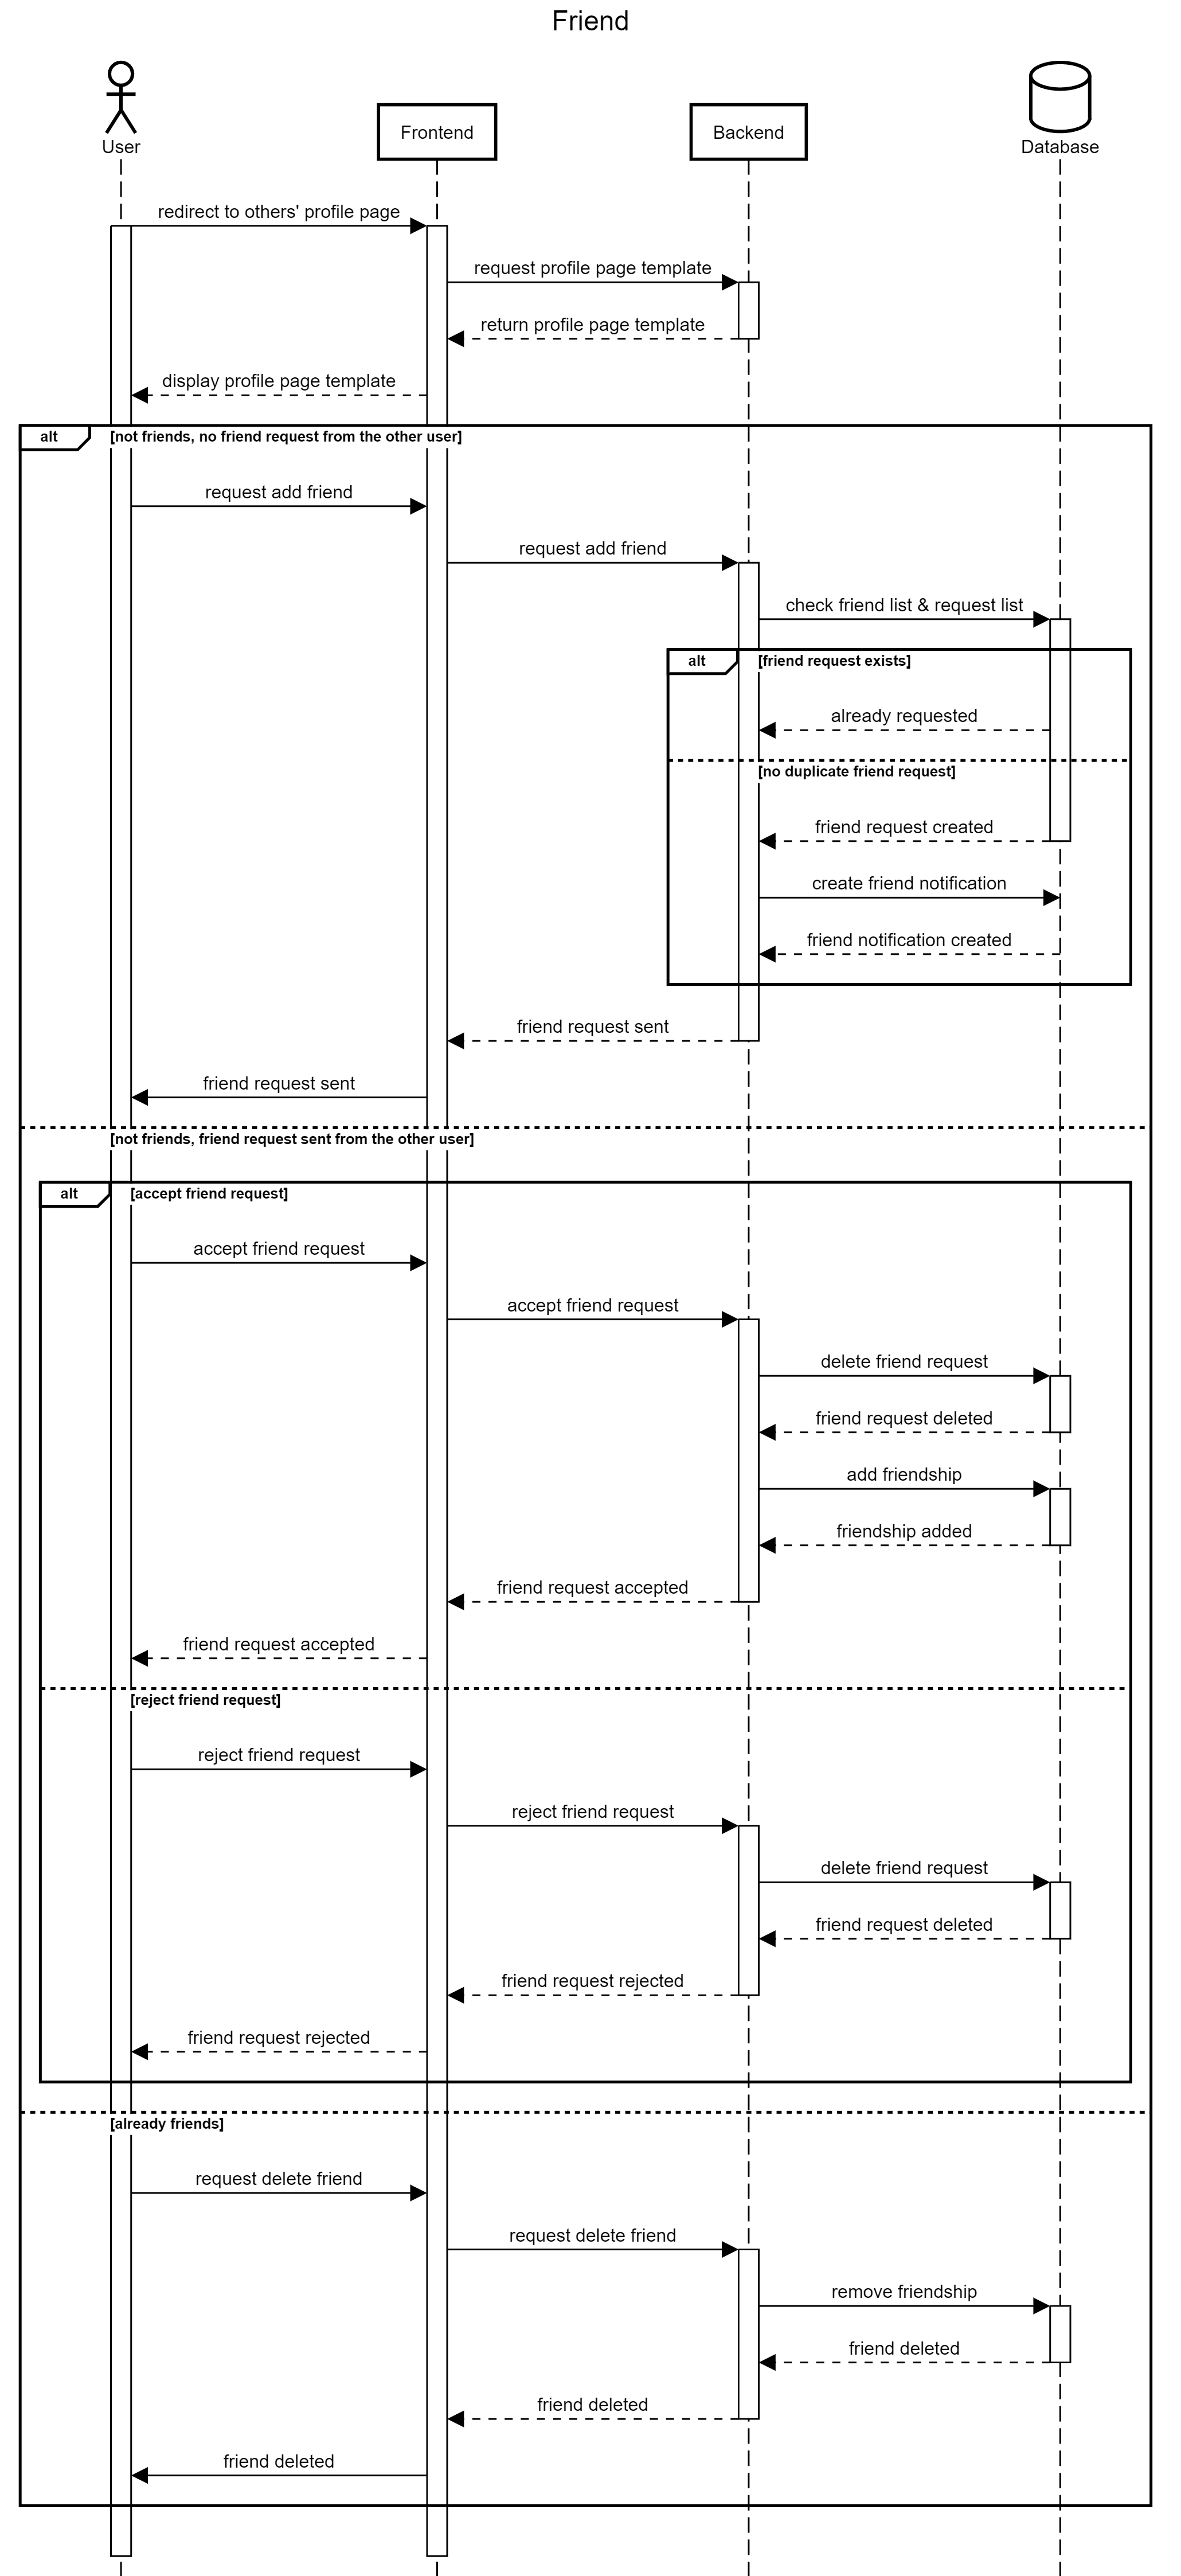 Friend
User
Frontend
Backend
Database
redirect to others' profile page
request profile page template
return profile page template
display profile page template
alt
[not friends, no friend request from the other user]
request add friend
request add friend
check friend list & request list
alt
[friend request exists]
already requested
[no duplicate friend request]
friend request created
create friend notification
friend notification created
friend request sent
friend request sent
[not friends, friend request sent from the other user]
alt
[accept friend request]
accept friend request
accept friend request
delete friend request
friend request deleted
add friendship
friendship added
friend request accepted
friend request accepted
[reject friend request]
reject friend request
reject friend request
delete friend request
friend request deleted
friend request rejected
friend request rejected
[already friends]
request delete friend
request delete friend
remove friendship
friend deleted
friend deleted
friend deleted